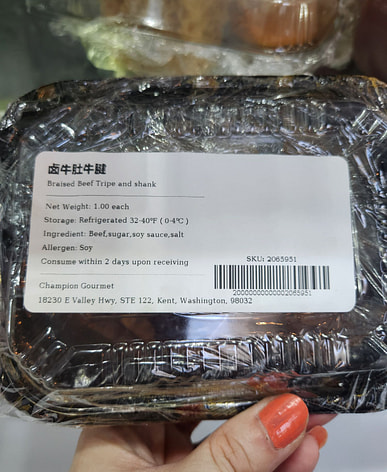 卤牛肚牛腱
Braised Beef Tripe and shank
Net Weight: 1.00 each
Storage: Refrigerated 32-40°F ( 0-4°C )
Ingredient: Beef,sugar,soy sauce,salt
Allergen: Soy
Consume within 2 days upon receiving
SKU: 2065951
20000000000002065951
Champion Gourmet
18230 E Valley Hwy, STE 122, Kent, Washington, 98032